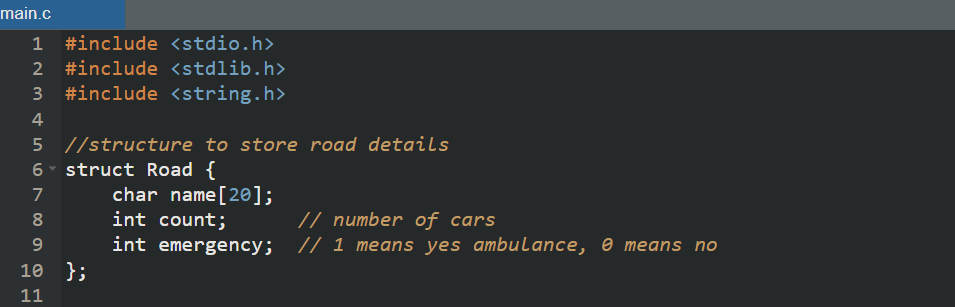 main.c
1 #include <stdio.h>
2 #include <stdlib.h>
3 #include <string.h>
4
5 //structure to store road details
6 struct Road {
7     char name[20];
8     int count;      // number of cars
9     int emergency;  // 1 means yes ambulance, 0 means no
10 };
11